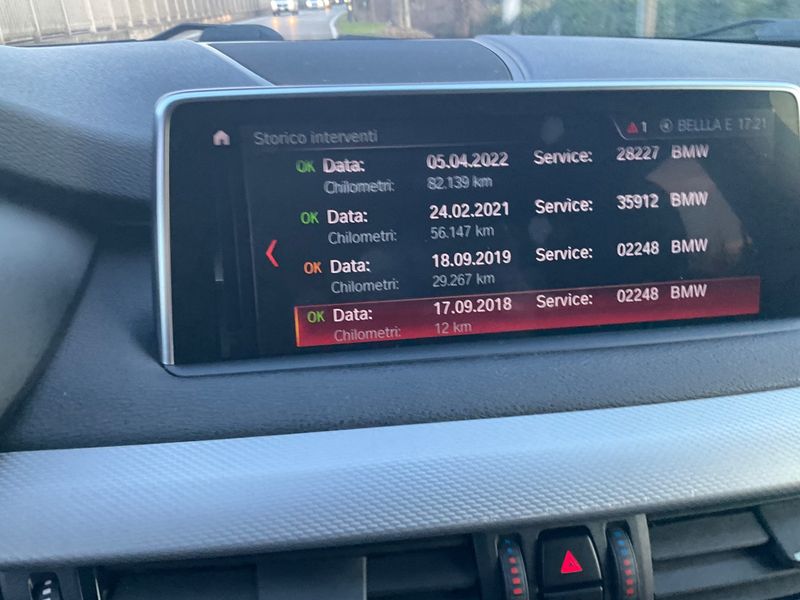 Storico interventi 1 BELLLA E 17:21
OK Data: 05.04.2022 Service: 28227 BMW
Chilometri: 82.139 km
OK Data: 24.02.2021 Service: 35912 BMW
Chilometri: 56.147 km
OK Data: 18.09.2019 Service: 02248 BMW
Chilometri: 29.267 km
OK Data: 17.09.2018 Service: 02248 BMW
Chilometri: 12 km